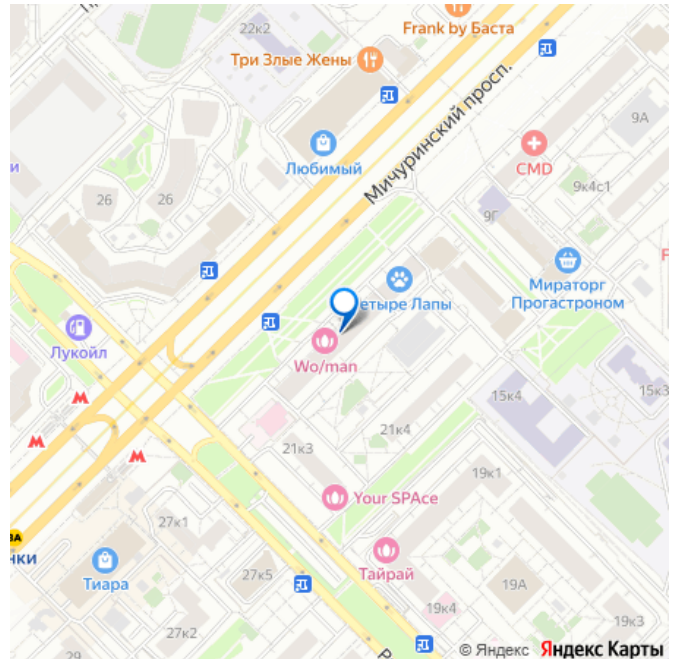 22к2
Frank by Баста
Три Злые Жены
Мичуринский просп.
9А
Любимый
CMD
и
26
26
9к4с1
9Г
Мираторг
Прогастроном
етыре Лапы
Лукойл
Wo/man
15к4
15к3
21к4
21к3
19к1
Your SPAce
27к1
Тайрай
нки
Тиара
27к5
19А
19к4
19к3
27к2
29
© Яндекс Яндекс Карты